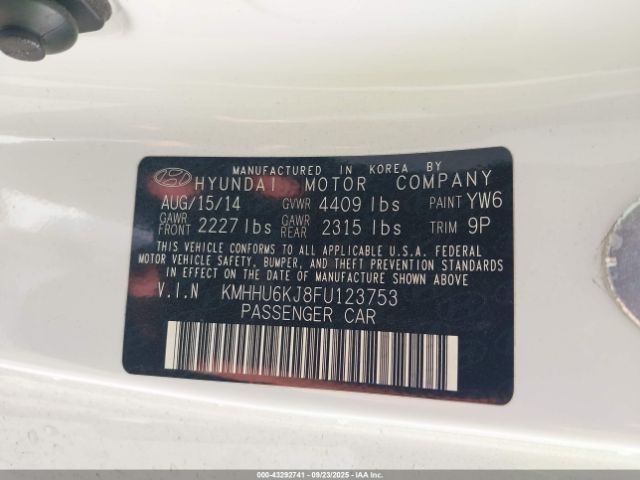 MANUFACTURED IN KOREA BY
HYUNDAI MOTOR COMPANY
AUG/15/14 GVWR 4409 lbs PAINT YW6
GAWR FRONT 2227 lbs GAWR REAR 2315 lbs TRIM 9P
THIS VEHICLE CONFORMS TO ALL APPLICABLE U.S.A. FEDERAL
MOTOR VEHICLE SAFETY, BUMPER, AND THEFT PREVENTION STANDARDS
IN EFFECT ON THE DATE OF MANUFACTURE SHOWN ABOVE
V.I.N KMHHU6KJ8FU123753
PASSENGER CAR
000-43292741 - 09/23/2025 - IAAI.COM